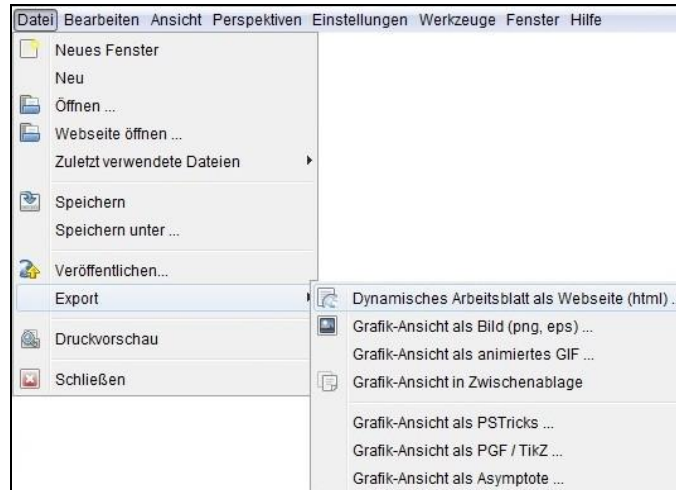 Datei Bearbeiten Ansicht Perspektiven Einstellungen Werkzeuge Fenster Hilfe
Neues Fenster
Neu
Öffnen ...
Webseite öffnen ...
Zuletzt verwendete Dateien
Speichern
Speichern unter ...
Veröffentlichen...
Export
Druckvorschau
Schließen
Dynamisches Arbeitsblatt als Webseite (html) .
Grafik-Ansicht als Bild (png, eps) ...
Grafik-Ansicht als animiertes GIF ...
Grafik-Ansicht in Zwischenablage
Grafik-Ansicht als PSTricks ...
Grafik-Ansicht als PGF / TikZ ...
Grafik-Ansicht als Asymptote ...